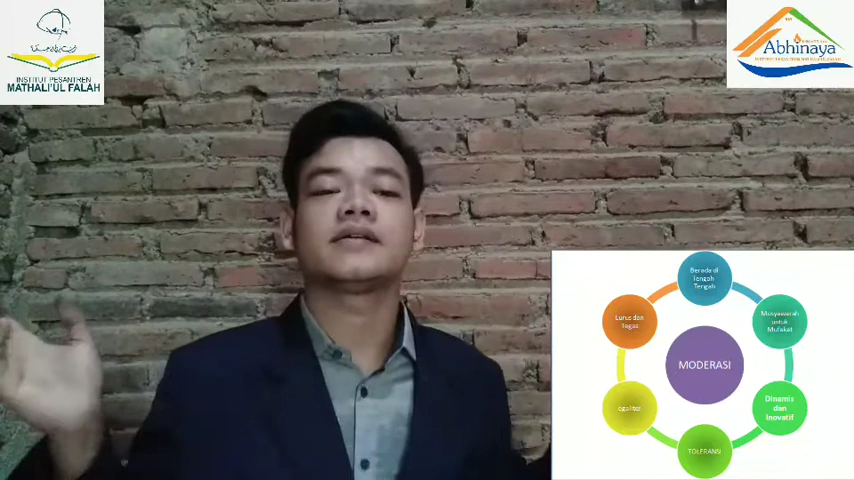 INSTITUT PESANTREN
MATHALI'UL FALAH
Abhinaya
Berada di
Tengah
Tengah
Musyawarah
untuk
Mufakat
Dinamis
dan
Inovatif
TOLERANSI
egaliter
Lurus dan
Tegas
MODERASI